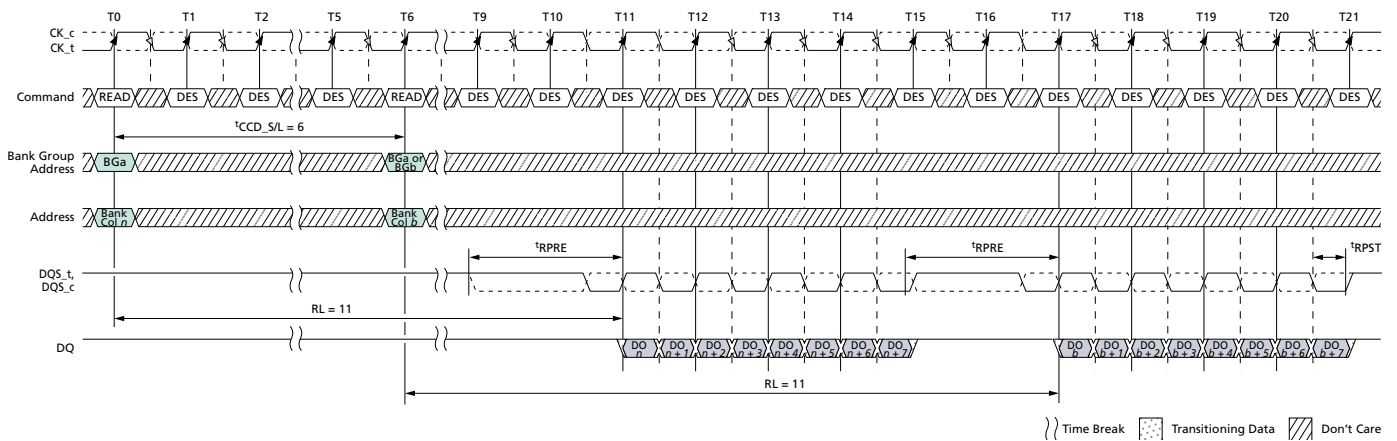 T0 T1 T2 T5 T6 T9 T10 T11 T12 T13 T14 T15 T16 T17 T18 T19 T20 T21
CK_c
CK_t
Command READ DES DES DES READ DES DES DES DES DES DES DES DES DES DES DES DES DES
tCCD_S/L = 6
Bank Group
Address
BGa
BGa or
BGb
Address
Bank
Col n
Bank
Col b
tRPRE tRPRE tRPST
DQS_t,
DQS_c
RL = 11
DQ
DO
n
DO
n + 1
DO
n + 2
DO
n + 3
DO
n + 4
DO
n + 5
DO
n + 6
DO
n + 7
DO
b
DO
b + 1
DO
b + 2
DO
b + 3
DO
b + 4
DO
b + 5
DO
b + 6
DO
b + 7
RL = 11
Time Break Transitioning Data Don't Care